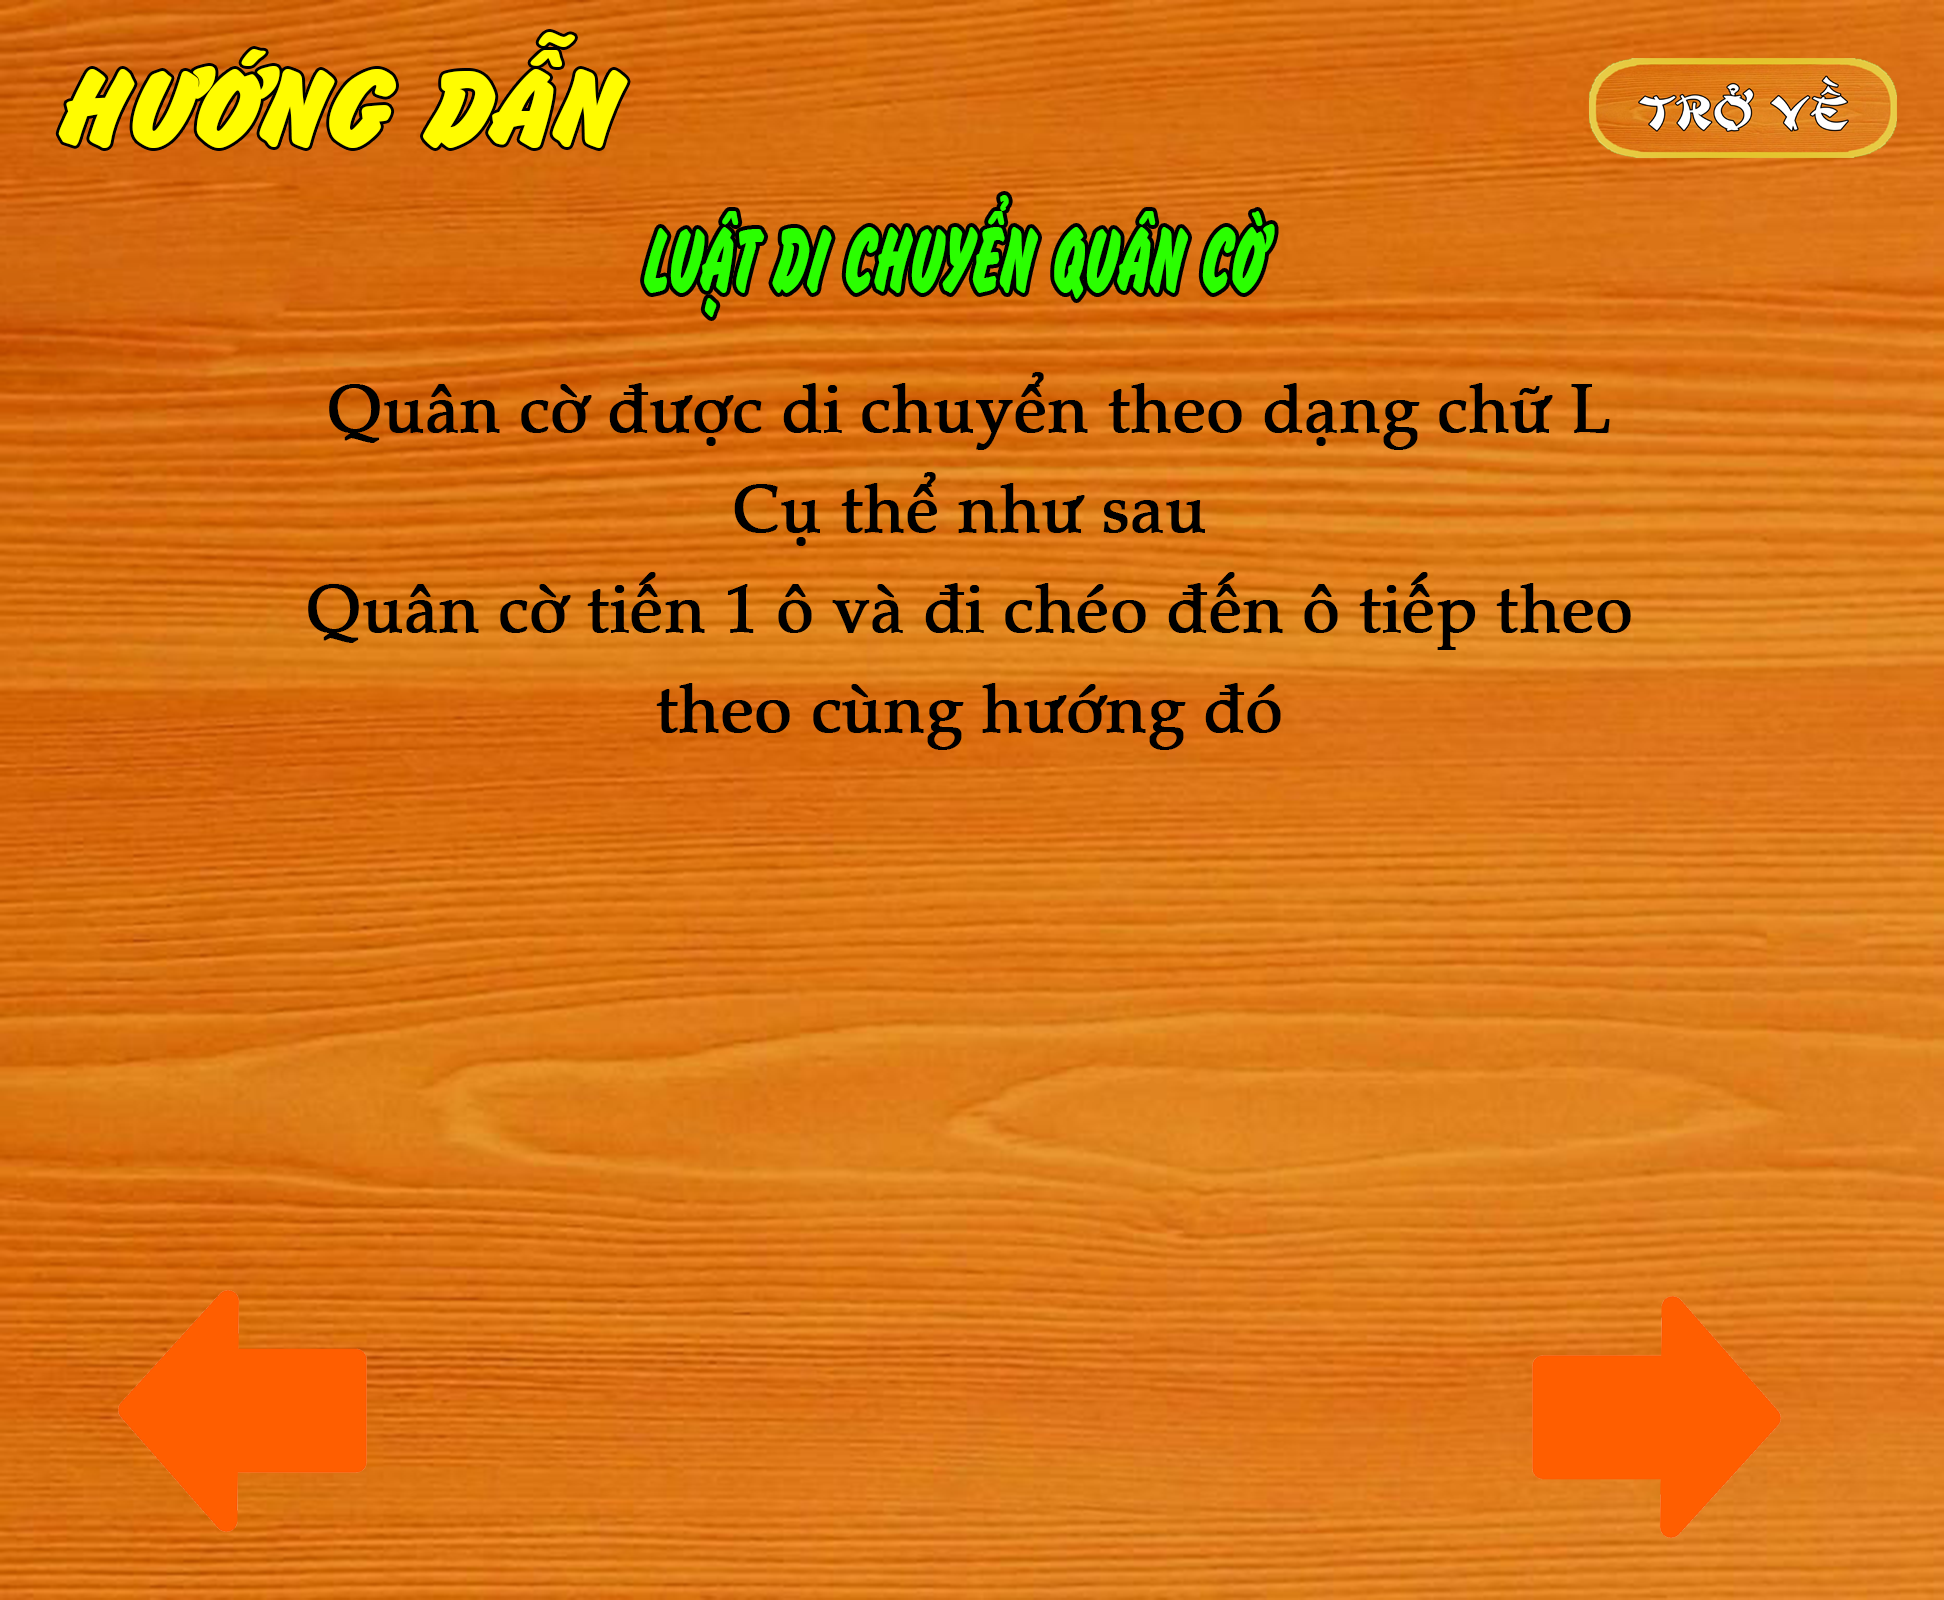 HƯỚNG DẪN
TRỞ VỀ
LUẬT DI CHUYỂN QUÂN CỜ
Quân cờ được di chuyển theo dạng chữ L
Cụ thể như sau
Quân cờ tiến 1 ô và đi chéo đến ô tiếp theo
theo cùng hướng đó